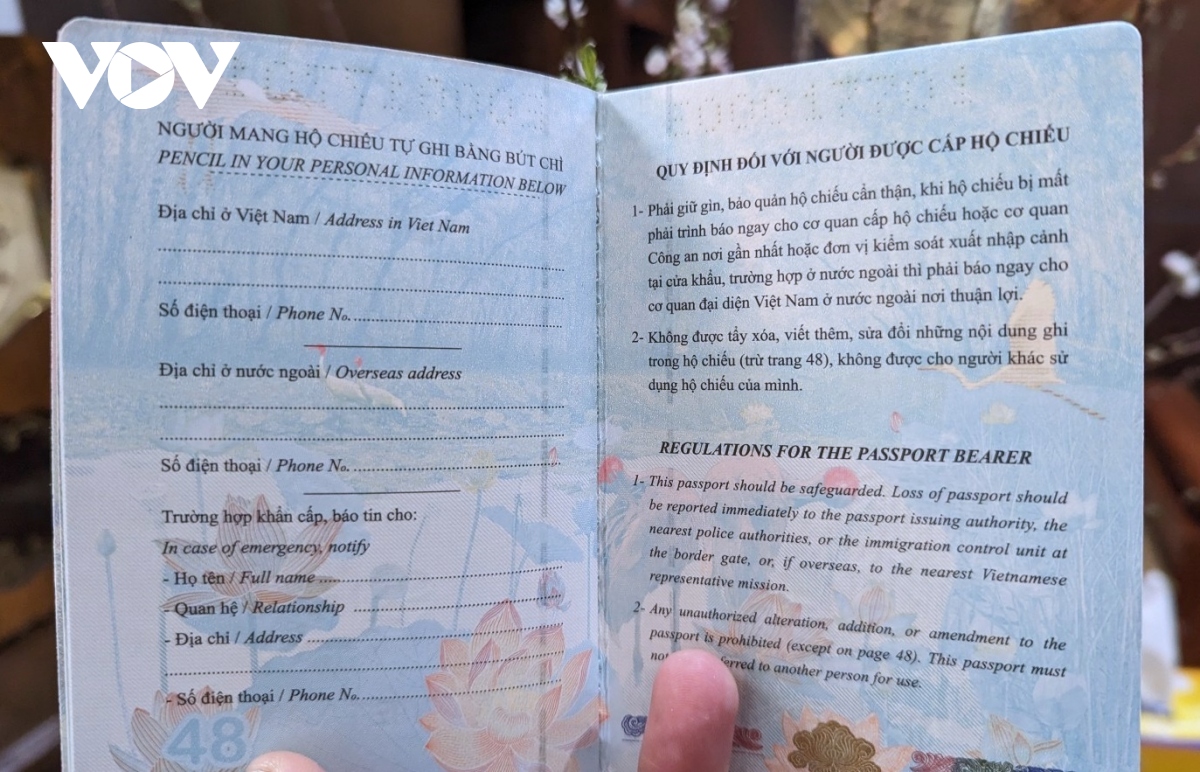 VOV
NGƯỜI MANG HỘ CHIẾU TỰ GHI BẰNG BÚT CHÌ
PENCIL IN YOUR PERSONAL INFORMATION BELOW
Địa chỉ ở Việt Nam / Address in Viet Nam
Số điện thoại / Phone No.
Địa chỉ ở nước ngoài / Overseas address
Số điện thoại / Phone No.
Trường hợp khẩn cấp, báo tin cho:
In case of emergency, notify
- Họ tên / Full name
- Quan hệ / Relationship
- Địa chỉ / Address
- Số điện thoại / Phone No.
48
QUY ĐỊNH ĐỐI VỚI NGƯỜI ĐƯỢC CẤP HỘ CHIẾU
1- Phải giữ gìn, bảo quản hộ chiếu cẩn thận, khi hộ chiếu bị mất
phải trình báo ngay cho cơ quan cấp hộ chiếu hoặc cơ quan
Công an nơi gần nhất hoặc đơn vị kiểm soát xuất nhập cảnh
tại cửa khẩu, trường hợp ở nước ngoài thì phải báo ngay cho
cơ quan đại diện Việt Nam ở nước ngoài nơi thuận lợi.
2- Không được tẩy xóa, viết thêm, sửa đổi những nội dung ghi
trong hộ chiếu (trừ trang 48), không được cho người khác sử
dụng hộ chiếu của mình.
REGULATIONS FOR THE PASSPORT BEARER
1- This passport should be safeguarded. Loss of passport should
be reported immediately to the passport issuing authority, the
nearest police authorities, or the immigration control unit at
the border gate, or, if overseas, to the nearest Vietnamese
representative mission.
2- Any unauthorized alteration, addition, or amendment to the
passport is prohibited (except on page 48). This passport must
to another person for use.